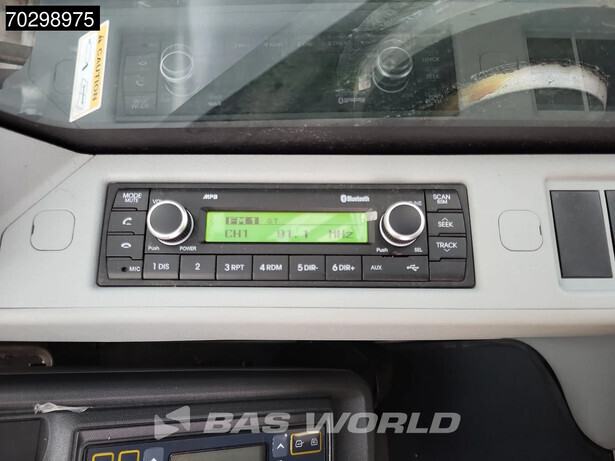 70298975
CAUTION
MODE
MUTE
VOL
MP3
Bluetooth
SCAN
BSM
FM1 ST
CH1 91.1 MHz
SEEK
TRACK
Push POWER
Push SEL
MIC
1 DIS
2
3 RPT
4 RDM
5 DIR-
6 DIR+
AUX
BAS WORLD